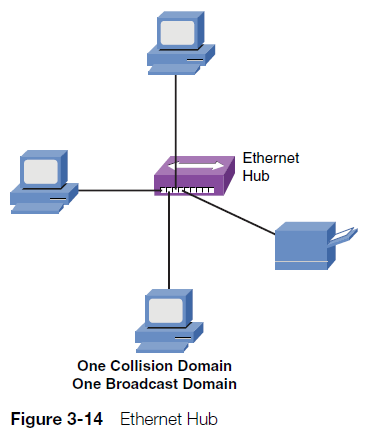 Ethernet
Hub
One Collision Domain
One Broadcast Domain
Figure 3-14 Ethernet Hub